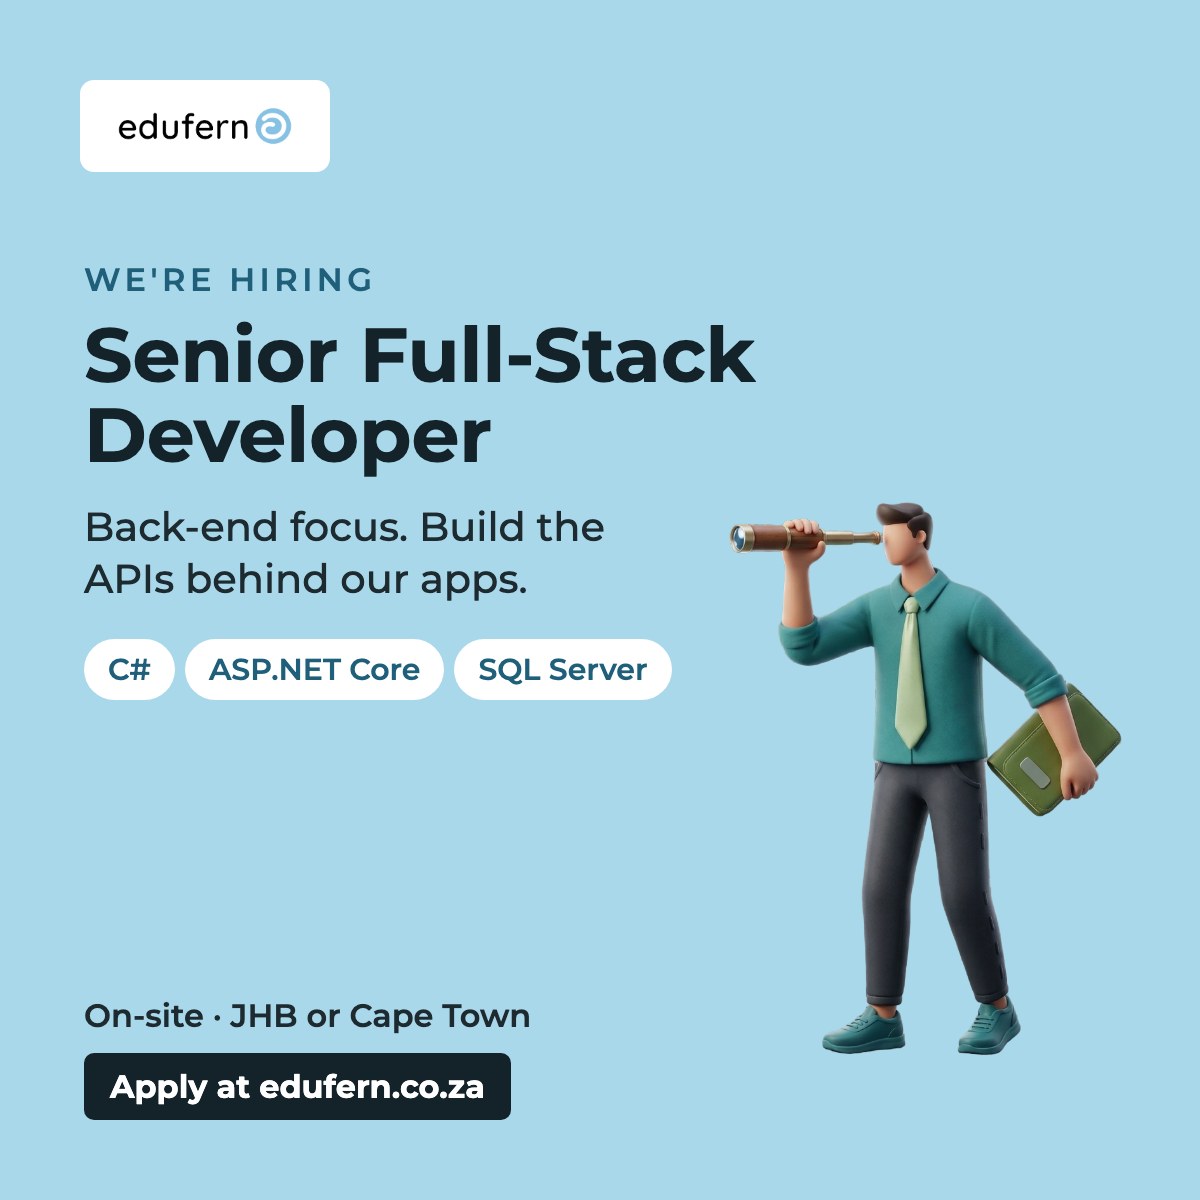 edufern
WE'RE HIRING
Senior Full-Stack
Developer
Back-end focus. Build the
APIs behind our apps.
C# ASP.NET Core SQL Server
On-site · JHB or Cape Town
Apply at edufern.co.za